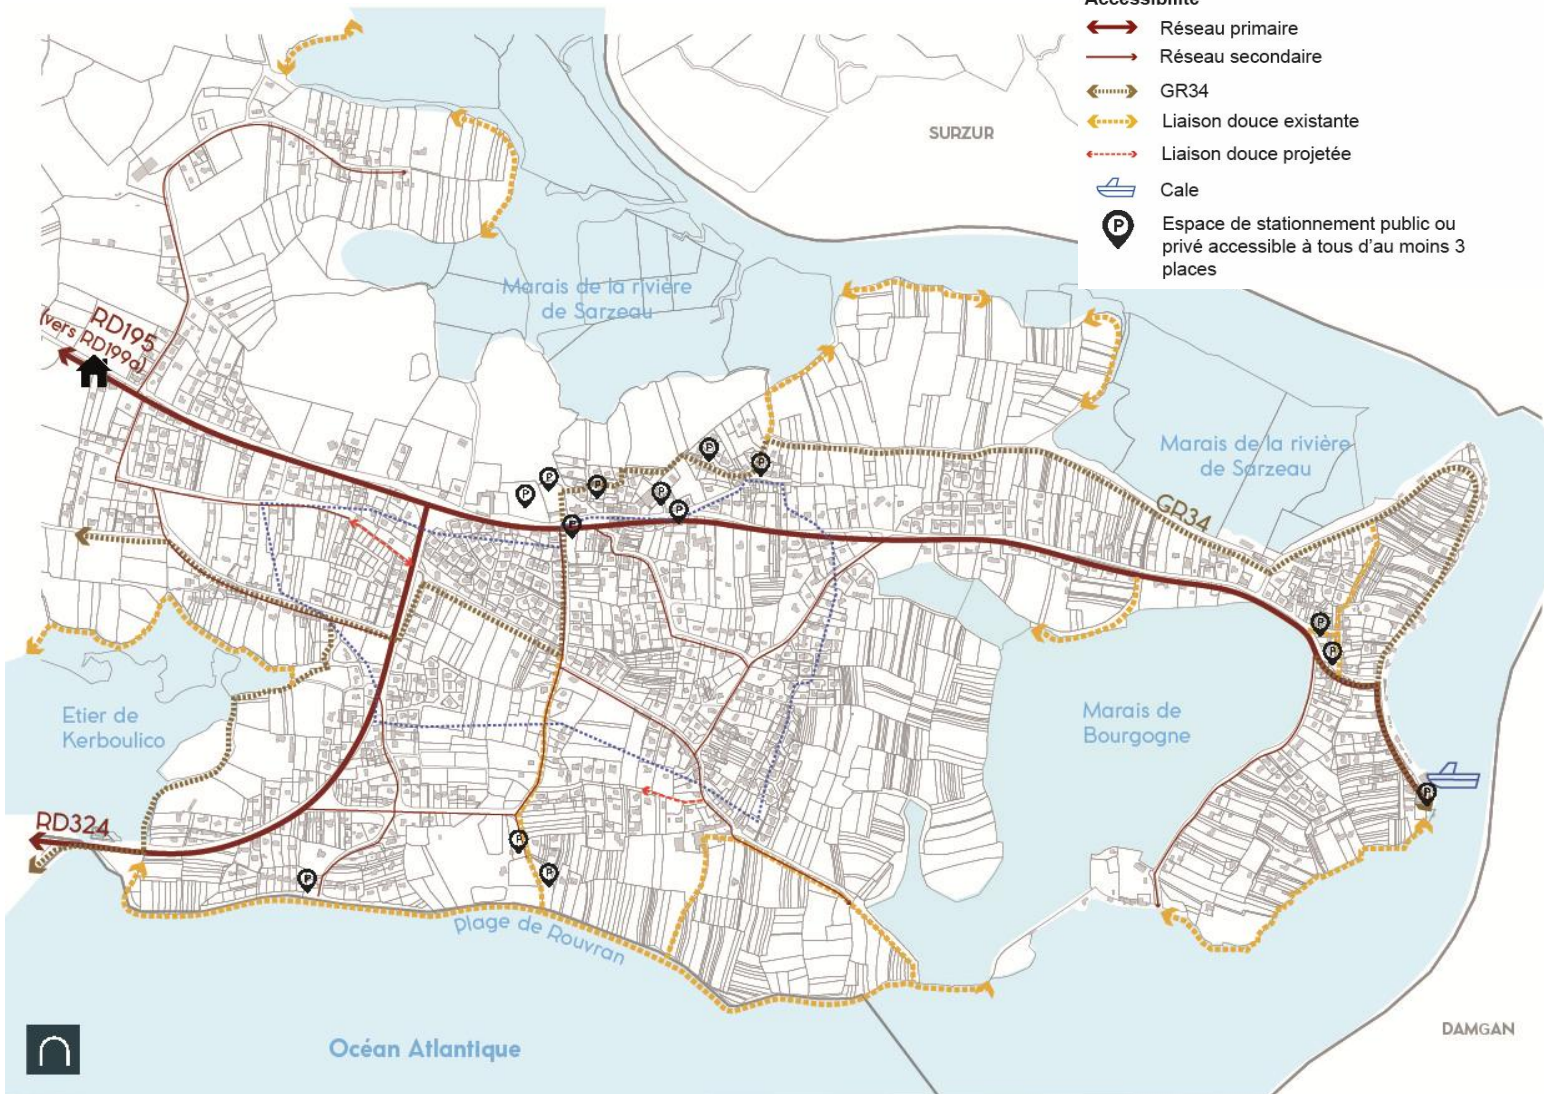 Accessibilité
Réseau primaire
Réseau secondaire
GR34
Liaison douce existante
Liaison douce projetée
Cale
P
Espace de stationnement public ou
privé accessible à tous d'au moins 3
places
SURZUR
Marais de la rivière
de Sarzeau
RD195
(vers RD199a)
Marais de la rivière
de Sarzeau
GR34
P
P
P
P
P
P
P
P
P
P
Etier de
Kerboulico
Marais de
Bourgogne
P
RD324
P
P
P
Plage de Rouvran
Océan Atlantique
DAMGAN